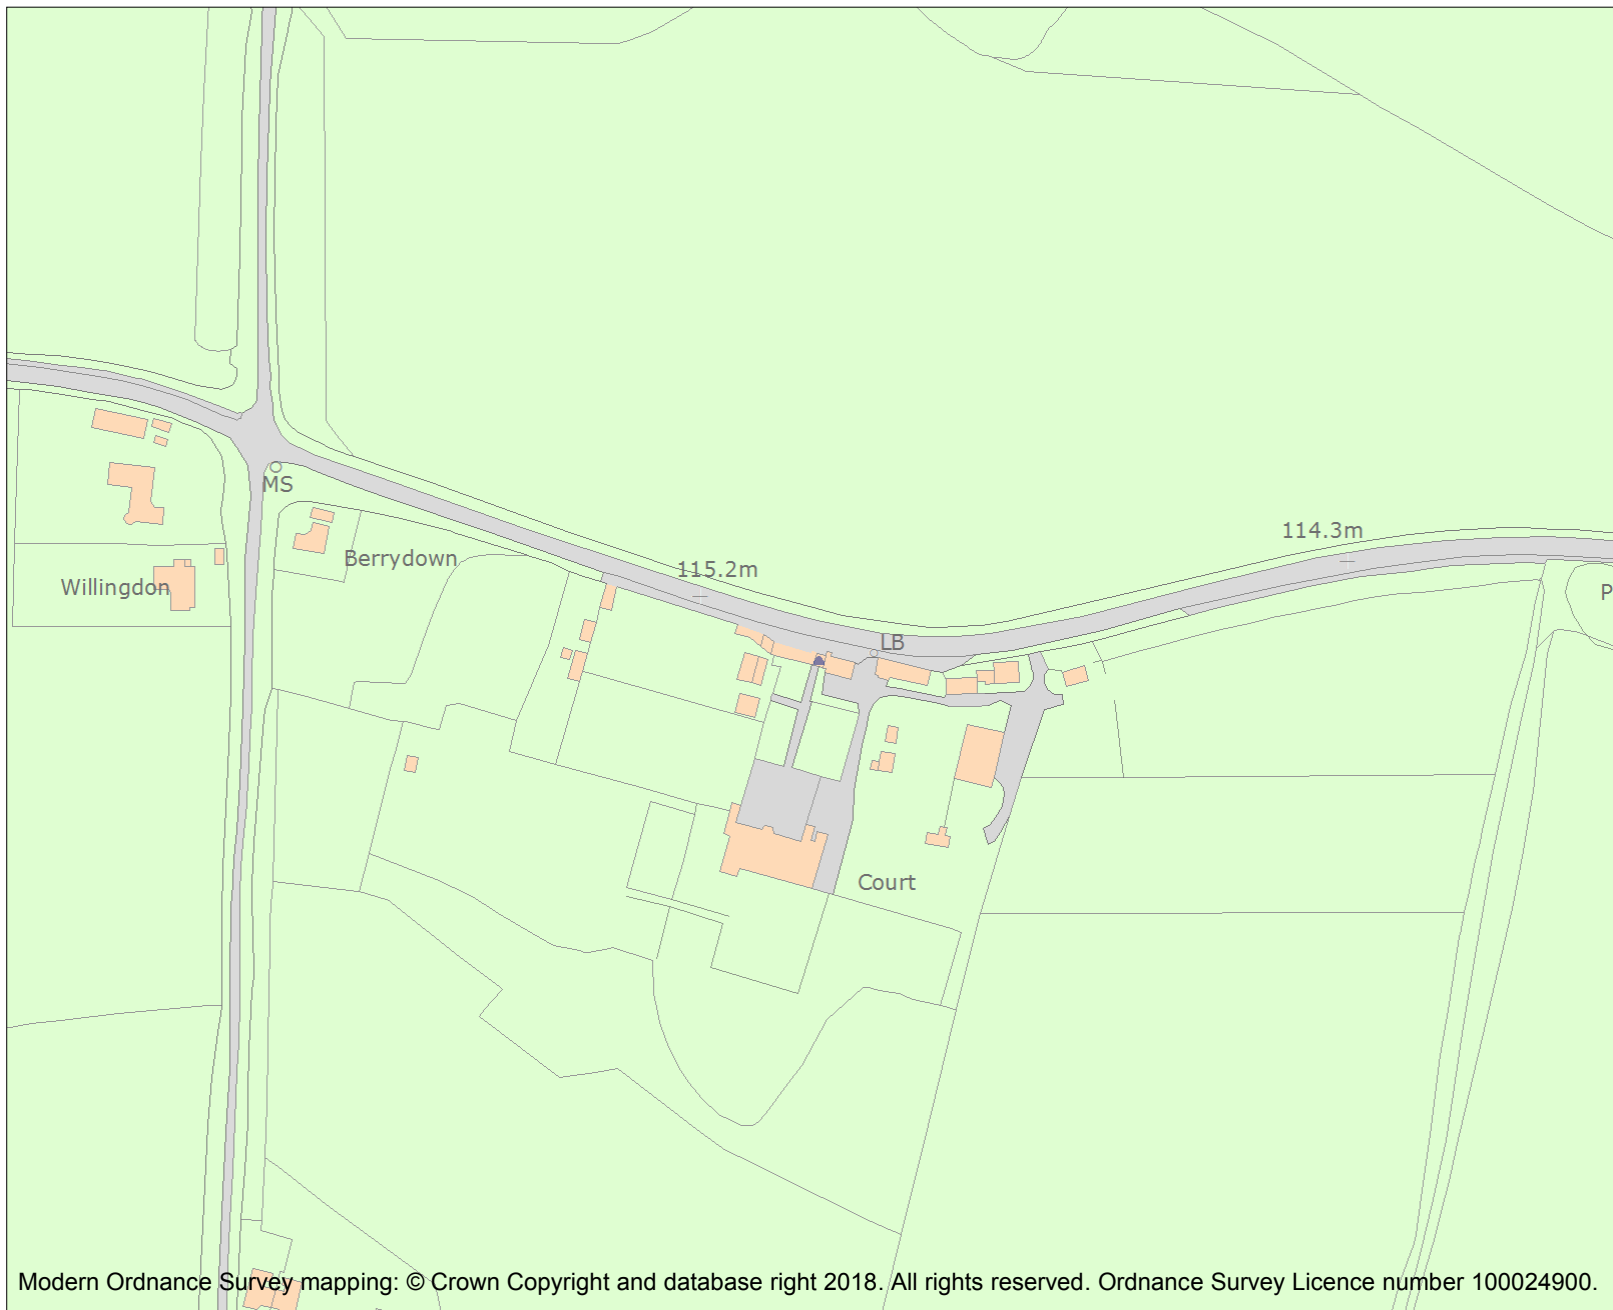 MS
Berrydown
Willingdon
115.2m
114.3m
P
LB
Court
Modern Ordnance Survey mapping: © Crown Copyright and database right 2018. All rights reserved. Ordnance Survey Licence number 100024900.